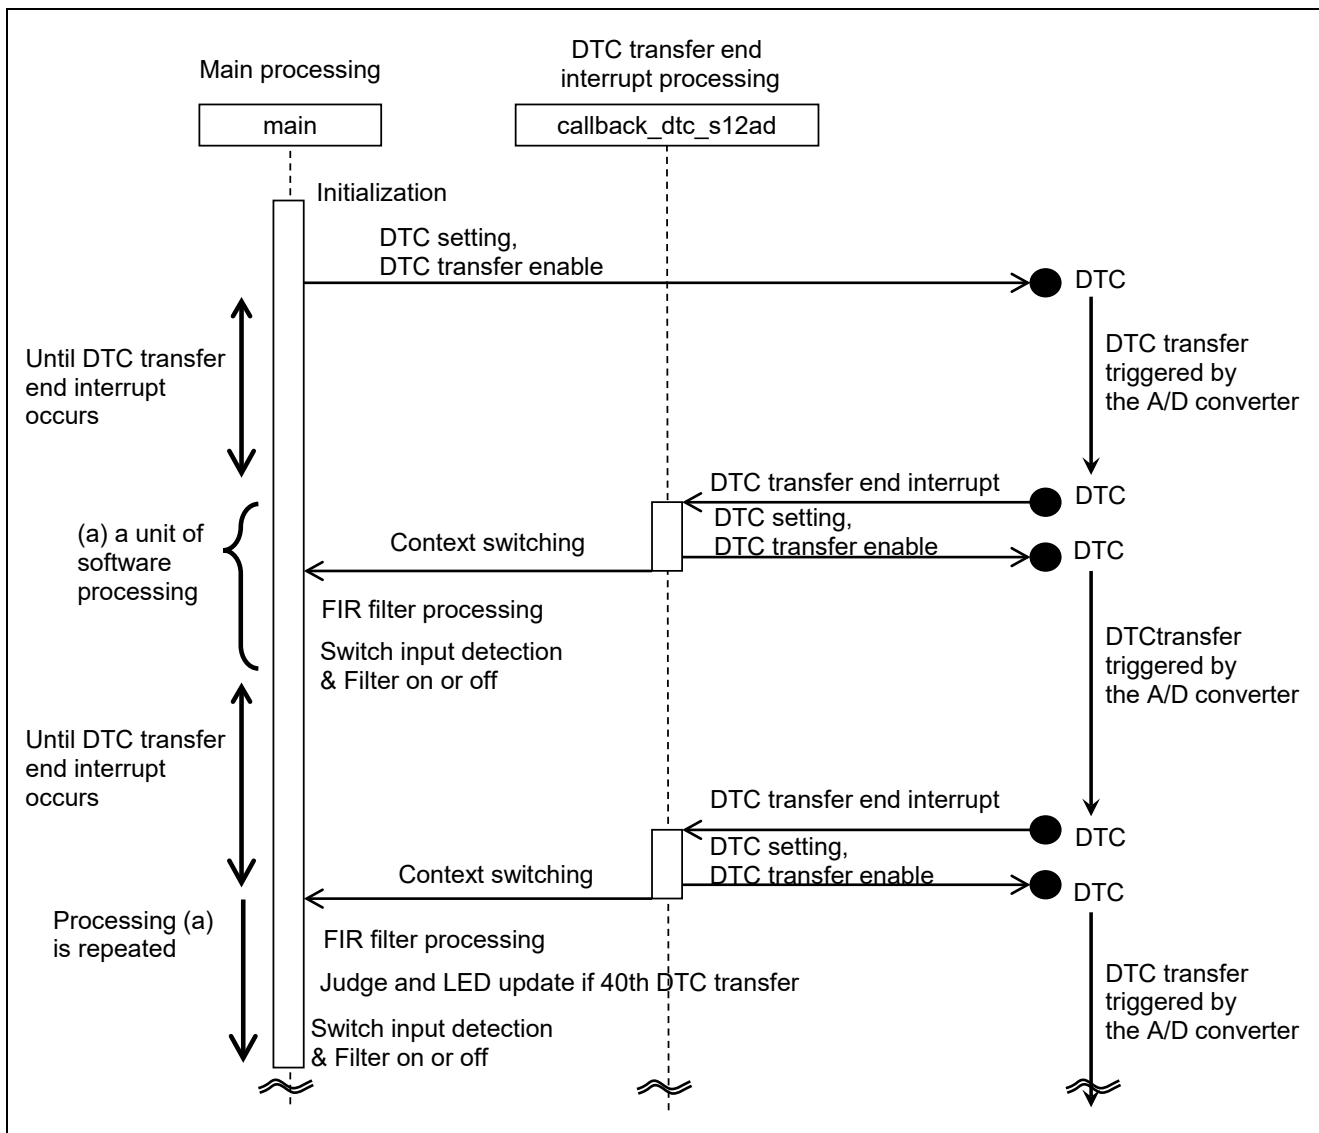 Main processing
DTC transfer end
interrupt processing
main
callback_dtc_s12ad
Initialization
DTC setting,
DTC transfer enable
DTC
Until DTC transfer
end interrupt
occurs
DTC transfer
triggered by
the A/D converter
DTC transfer end interrupt
DTC
(a) a unit of
software
processing
DTC setting,
DTC transfer enable
DTC
Context switching
FIR filter processing
Switch input detection
& Filter on or off
DTCtransfer
triggered by
the A/D converter
Until DTC transfer
end interrupt
occurs
DTC transfer end interrupt
DTC
DTC setting,
DTC transfer enable
DTC
Context switching
Processing (a)
is repeated
FIR filter processing
Judge and LED update if 40th DTC transfer
Switch input detection
& Filter on or off
DTC transfer
triggered by
the A/D converter